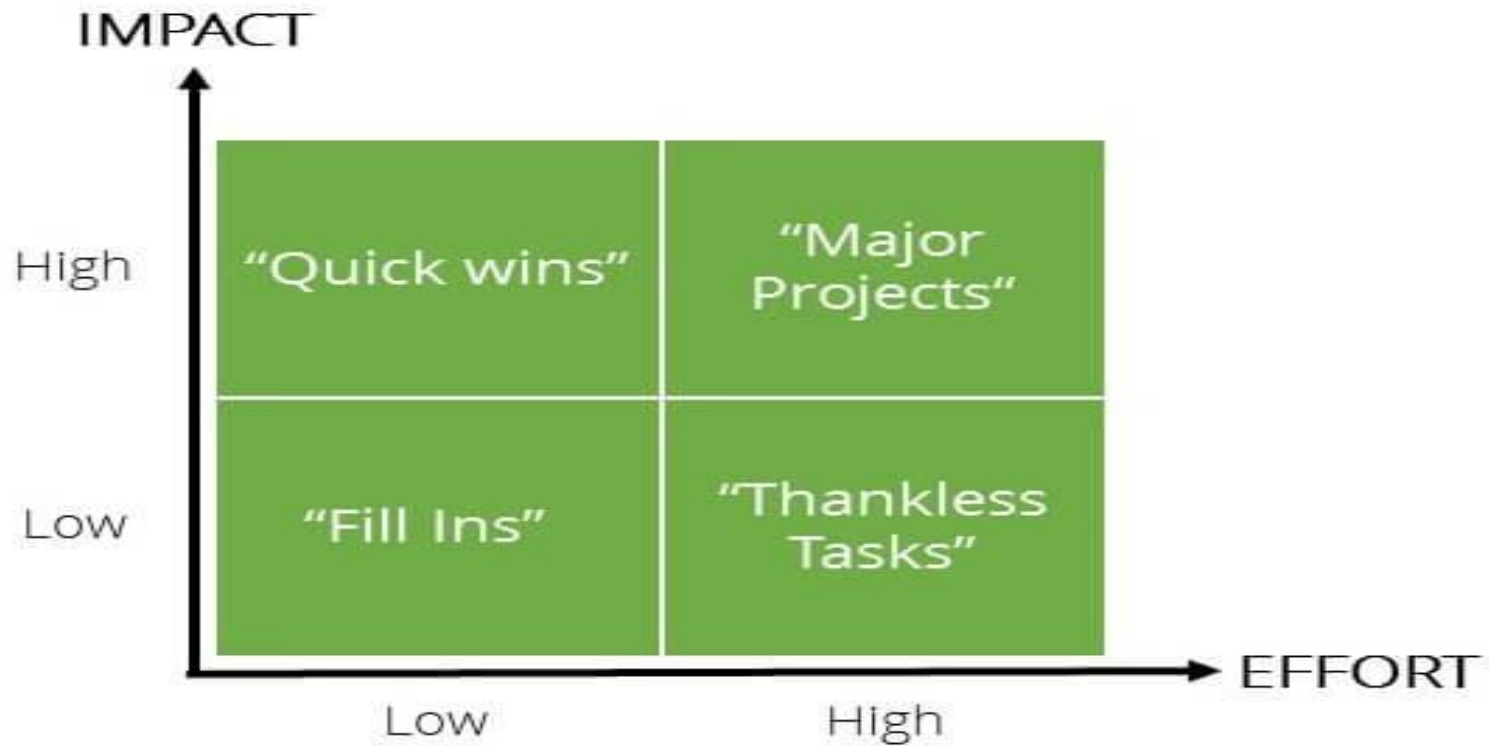 IMPACT
High
“Quick wins”
“Major
Projects“
Low
“Fill Ins”
“Thankless
Tasks”
EFFORT
Low
High